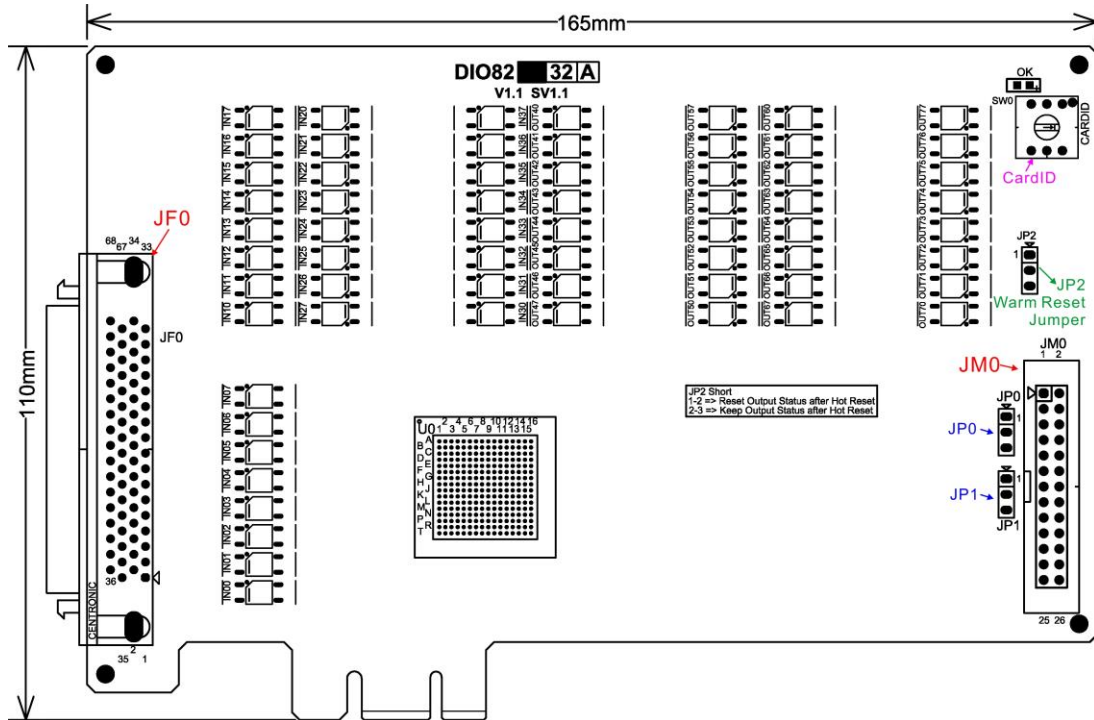 165mm
110mm
DIO82 32 A
V1.1 SV1.1
OK
SW0
CARDID
CardID
IN17
IN16
IN15
IN14
IN13
IN12
IN11
IN10
IN20
IN21
IN22
IN23
IN24
IN25
IN26
IN27
IN37
IN36
IN35
IN34
IN33
IN32
IN31
IN30
OUT40
OUT41
OUT42
OUT43
OUT44
OUT45
OUT46
OUT47
OUT57
OUT56
OUT55
OUT54
OUT53
OUT52
OUT51
OUT50
OUT60
OUT61
OUT62
OUT63
OUT64
OUT65
OUT66
OUT67
OUT77
OUT76
OUT75
OUT74
OUT73
OUT72
OUT71
OUT70
JF0
68 34
67 33
JF0
36
CENTRONIC
2
35 1
JP2
1
JP2
Warm Reset
Jumper
JM0
JM0
1 2
JP2 Short
1-2 => Reset Output Status after Hot Reset
2-3 => Keep Output Status after Hot Reset
JP0
1
JP0
1
JP1
JP1
25 26
IN07
IN06
IN05
IN04
IN03
IN02
IN01
IN00
U0
2 4 6 8 10 12 14 16
1 3 5 7 9 11 13 15
A
B
C
D
E
F
G
H
J
K
L
M
N
P
R
T